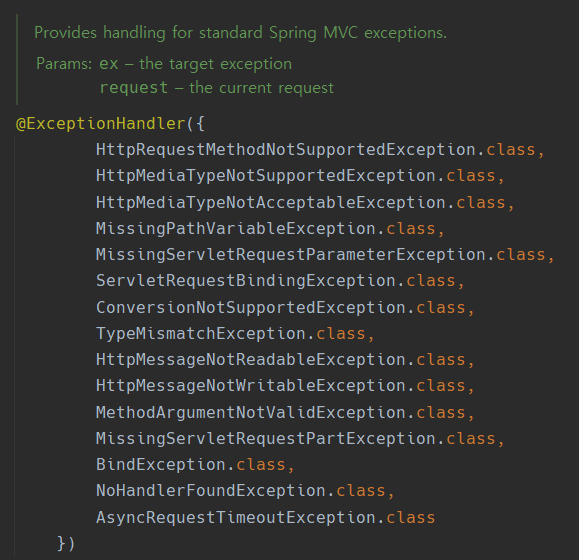 Provides handling for standard Spring MVC exceptions.
Params: ex – the target exception
request – the current request
@ExceptionHandler({
HttpRequestMethodNotSupportedException.class,
HttpMediaTypeNotSupportedException.class,
HttpMediaTypeNotAcceptableException.class,
MissingPathVariableException.class,
MissingServletRequestParameterException.class,
ServletRequestBindingException.class,
ConversionNotSupportedException.class,
TypeMismatchException.class,
HttpMessageNotReadableException.class,
HttpMessageNotWritableException.class,
MethodArgumentNotValidException.class,
MissingServletRequestPartException.class,
BindException.class,
NoHandlerFoundException.class,
AsyncRequestTimeoutException.class
})